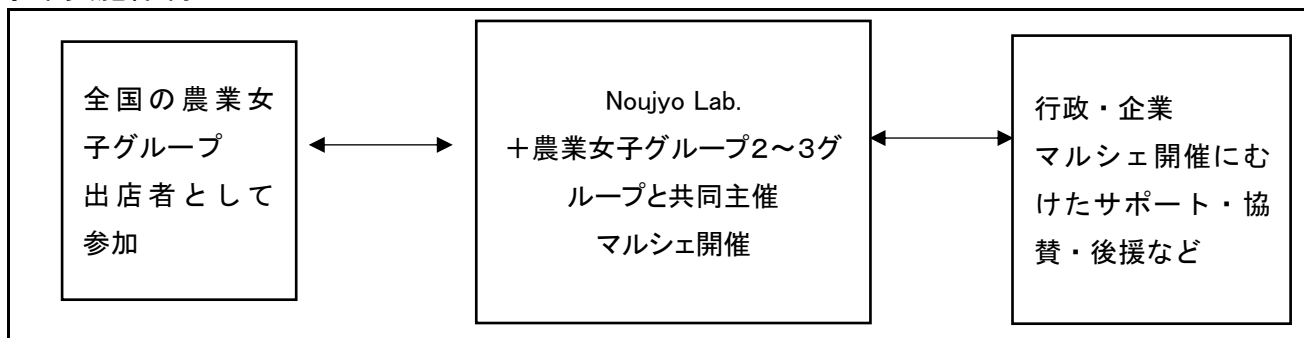 全国の農業女
子グループ
出店者として
参加
Noujyo Lab.
＋農業女子グループ2～3グ
ループと共同主催
マルシェ開催
行政・企業
マルシェ開催にむ
けたサポート・協
賛・後援など